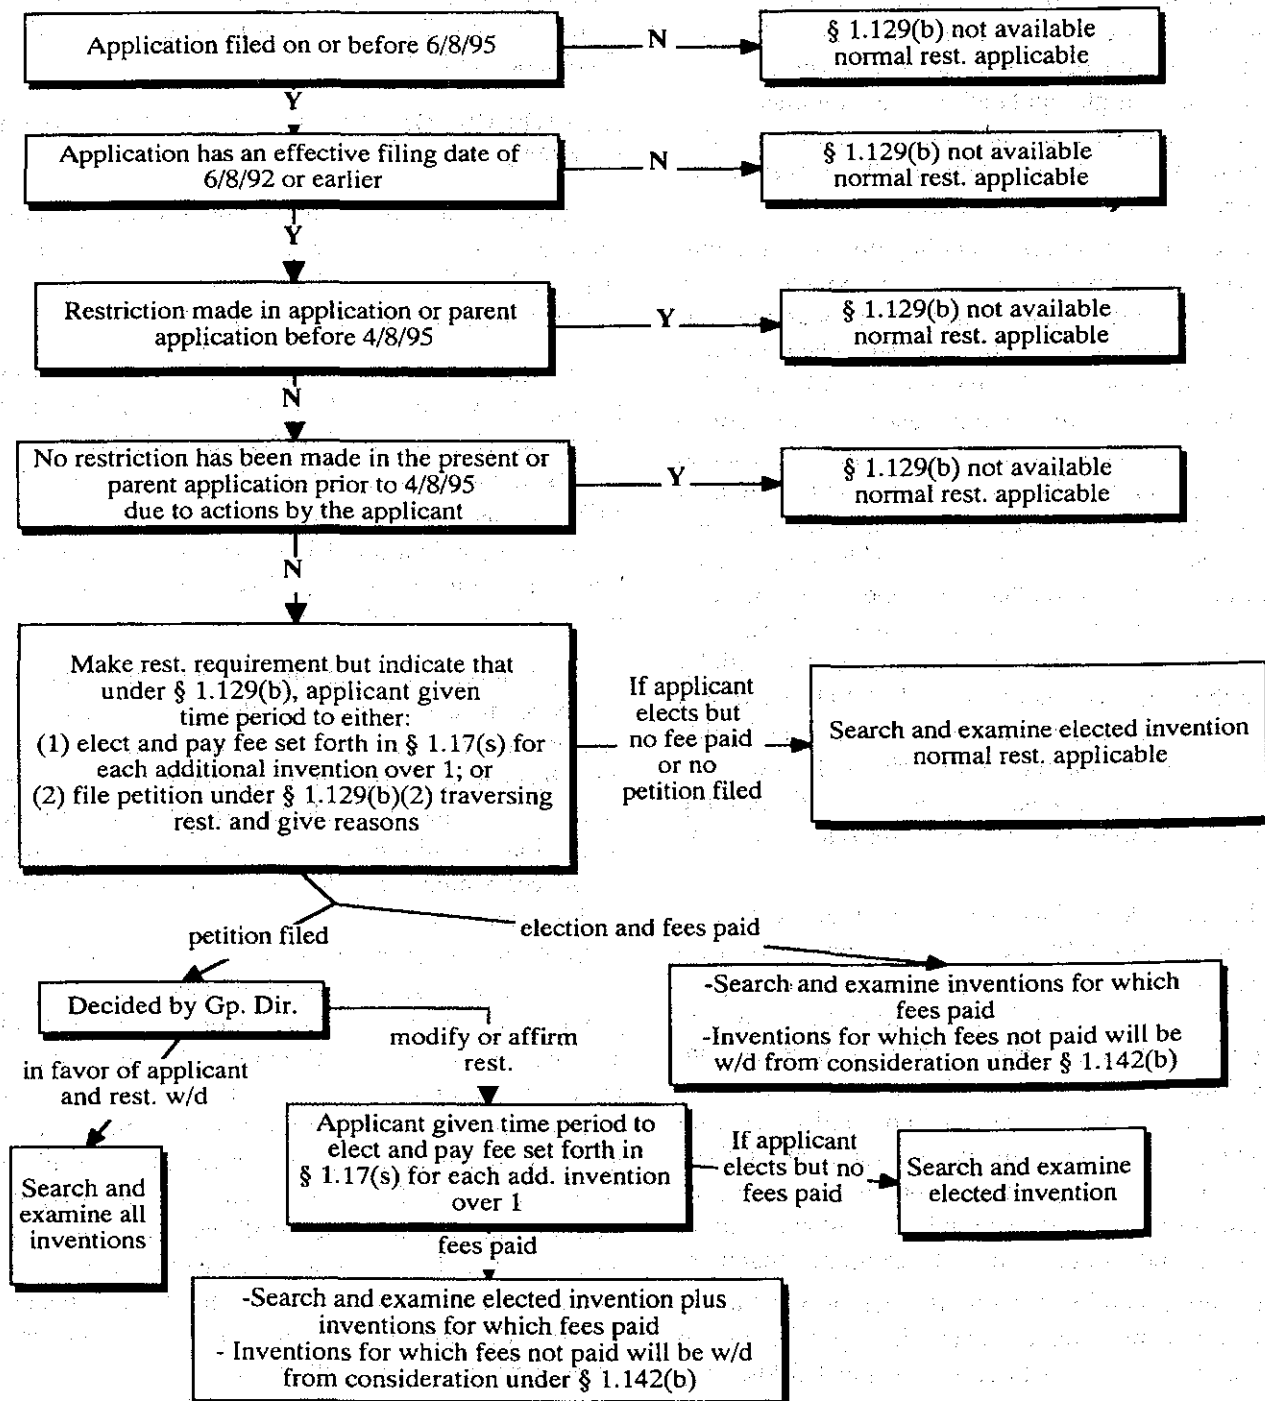 Application filed on or before 6/8/95
N
§ 1.129(b) not available
normal rest. applicable
Y
Application has an effective filing date of
6/8/92 or earlier
N
§ 1.129(b) not available
normal rest. applicable
Y
Restriction made in application or parent
application before 4/8/95
Y
§ 1.129(b) not available
normal rest. applicable
N
No restriction has been made in the present or
parent application prior to 4/8/95
due to actions by the applicant
Y
§ 1.129(b) not available
normal rest. applicable
N
Make rest. requirement but indicate that
under § 1.129(b), applicant given
time period to either:
(1) elect and pay fee set forth in § 1.17(s) for
each additional invention over 1; or
(2) file petition under § 1.129(b)(2) traversing
rest. and give reasons
If applicant
elects but
no fee paid
or no
petition filed
Search and examine elected invention
normal rest. applicable
petition filed
election and fees paid
Decided by Gp. Dir.
-Search and examine inventions for which
fees paid
-Inventions for which fees not paid will be
w/d from consideration under § 1.142(b)
in favor of applicant
and rest. w/d
modify or affirm
rest.
Search and
examine all
inventions
Applicant given time period to
elect and pay fee set forth in
§ 1.17(s) for each add. invention
over 1
If applicant
elects but no
fees paid
Search and examine
elected invention
fees paid
-Search and examine elected invention plus
inventions for which fees paid
- Inventions for which fees not paid will be w/d
from consideration under § 1.142(b)